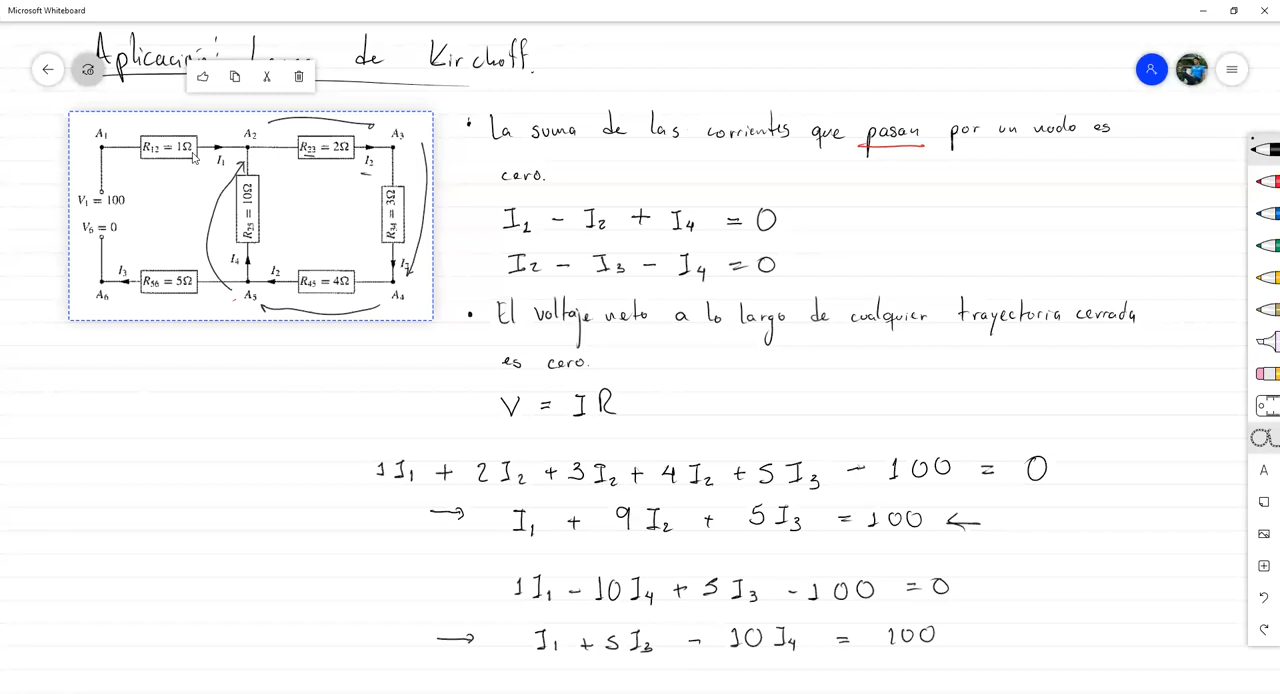 Microsoft Whiteboard
Aplicación: de Kirchoff.
A1 R12 = 1Ω I1 A2 R23 = 2Ω I2 A3
V1 = 100
V6 = 0
R25 = 10Ω
R34 = 3Ω
I4
I3 R56 = 5Ω I2 R45 = 4Ω
A6 A5 A4
• La suma de las corrientes que pasan por un nodo es
cero.
I1 - I2 + I4 = 0
I2 - I3 - I4 = 0
• El voltaje neto a lo largo de cualquier trayectoria cerrada
es cero.
V = IR
1I1 + 2I2 + 3I2 + 4I2 + 5I3 - 100 = 0
→ I1 + 9I2 + 5I3 = 100 ←
1I1 - 10I4 + 5I3 - 100 = 0
→ I1 + 5I3 - 10I4 = 100
A